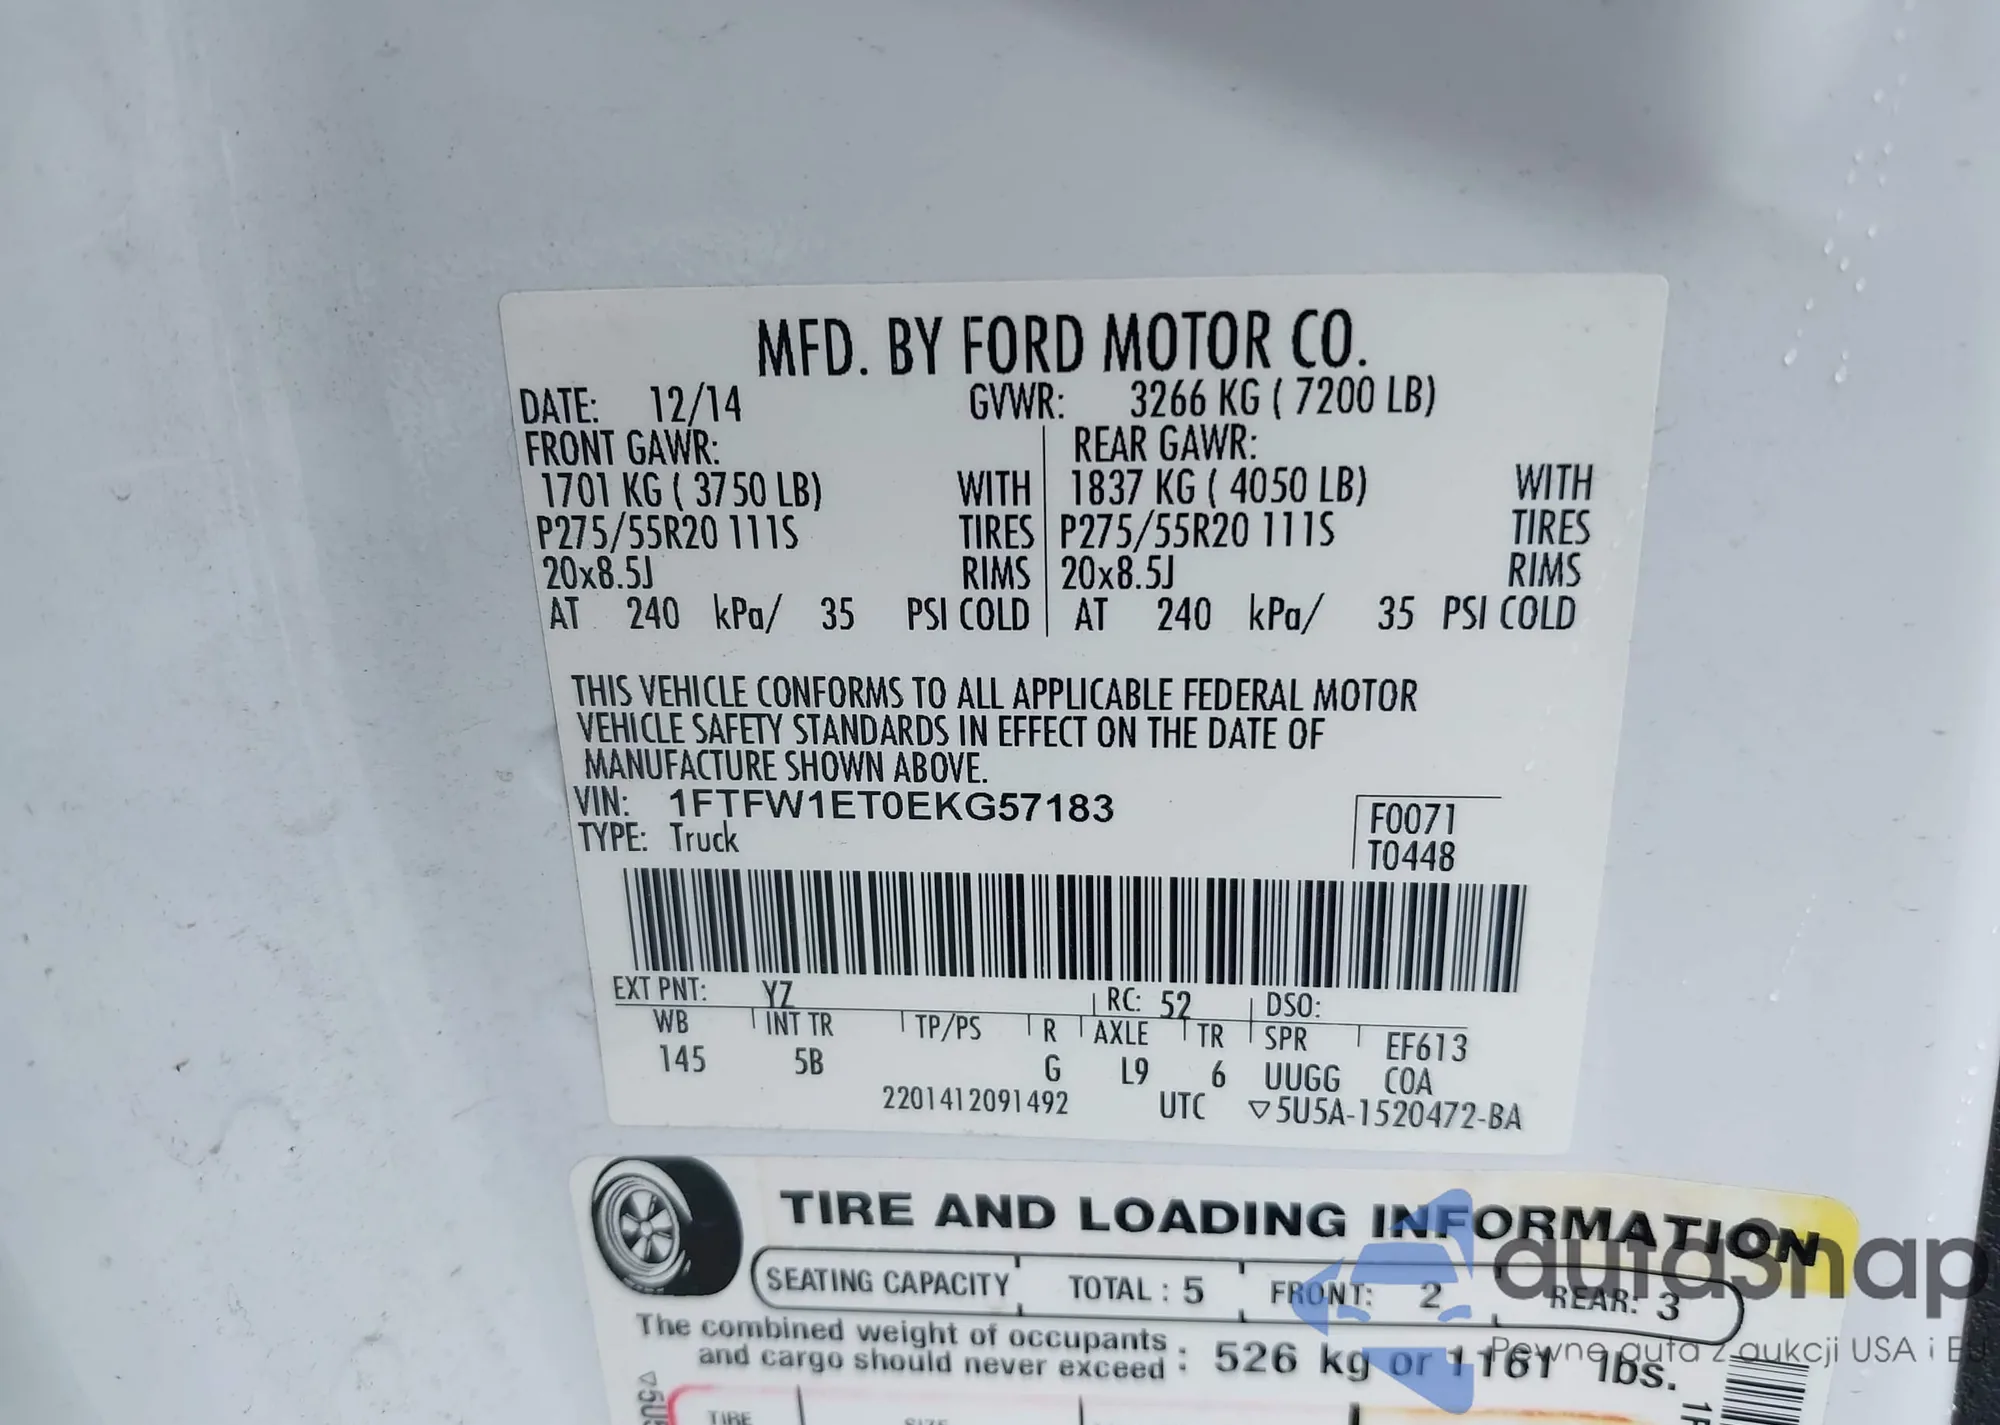 MFD. BY FORD MOTOR CO.
DATE: 12/14 GVWR: 3266 KG ( 7200 LB)
FRONT GAWR: REAR GAWR:
1701 KG ( 3750 LB) WITH 1837 KG ( 4050 LB) WITH
P275/55R20 111S TIRES P275/55R20 111S TIRES
20x8.5J RIMS 20x8.5J RIMS
AT 240 kPa/ 35 PSI COLD AT 240 kPa/ 35 PSI COLD
THIS VEHICLE CONFORMS TO ALL APPLICABLE FEDERAL MOTOR
VEHICLE SAFETY STANDARDS IN EFFECT ON THE DATE OF
MANUFACTURE SHOWN ABOVE.
VIN: 1FTFW1ET0EKG57183 F0071
TYPE: Truck T0448
EXT PNT: YZ RC: 52 DSO:
WB INT TR TP/PS R AXLE TR SPR EF613
145 5B G L9 6 UUGG COA
2201412091492 UTC ▽5U5A-1520472-BA
TIRE AND LOADING INFORMATION
SEATING CAPACITY TOTAL : 5 FRONT: 2 REAR: 3
The combined weight of occupants
and cargo should never exceed : 526 kg or 1161 lbs.
TIRE SIZE
autaSnap
Pewne auta z aukcji USA i EU